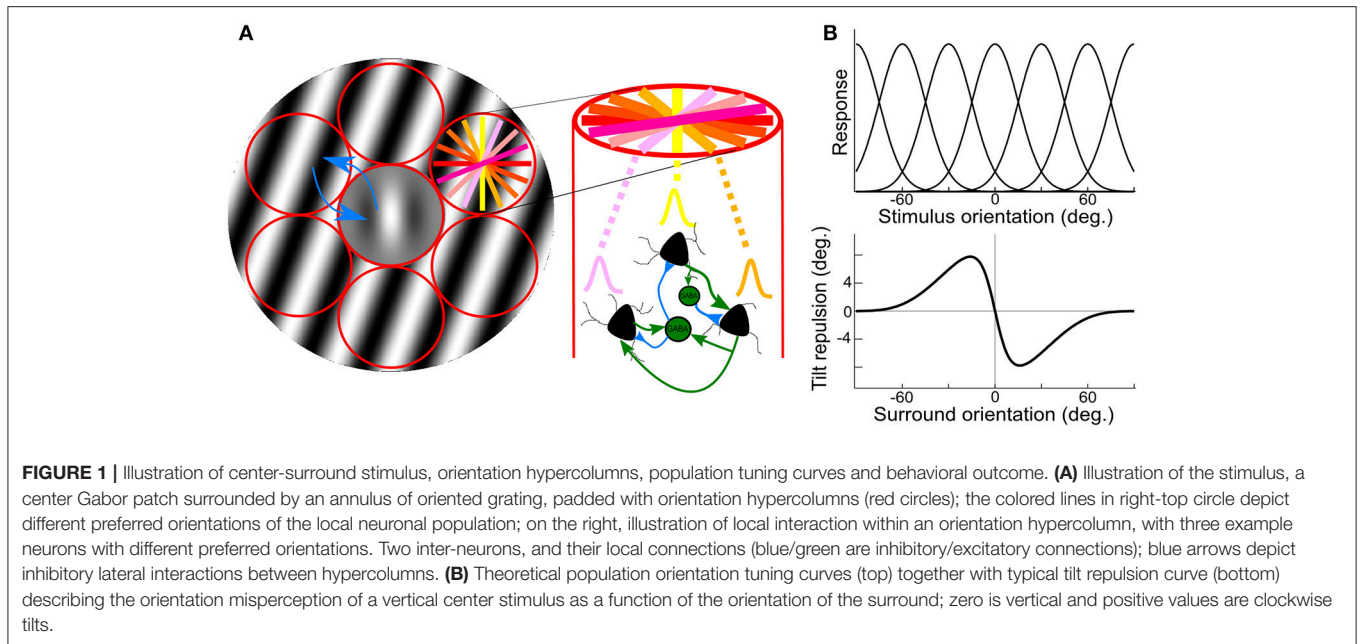 A
GABA
GABA
B
Response
-60
0
60
Stimulus orientation (deg.)
Tilt repulsion (deg.)
4
0
-4
-60
0
60
Surround orientation (deg.)
FIGURE 1 | Illustration of center-surround stimulus, orientation hypercolumns, population tuning curves and behavioral outcome. (A) Illustration of the stimulus, a
center Gabor patch surrounded by an annulus of oriented grating, padded with orientation hypercolumns (red circles); the colored lines in right-top circle depict
different preferred orientations of the local neuronal population; on the right, illustration of local interaction within an orientation hypercolumn, with three example
neurons with different preferred orientations. Two inter-neurons, and their local connections (blue/green are inhibitory/excitatory connections); blue arrows depict
inhibitory lateral interactions between hypercolumns. (B) Theoretical population orientation tuning curves (top) together with typical tilt repulsion curve (bottom)
describing the orientation misperception of a vertical center stimulus as a function of the orientation of the surround; zero is vertical and positive values are clockwise
tilts.